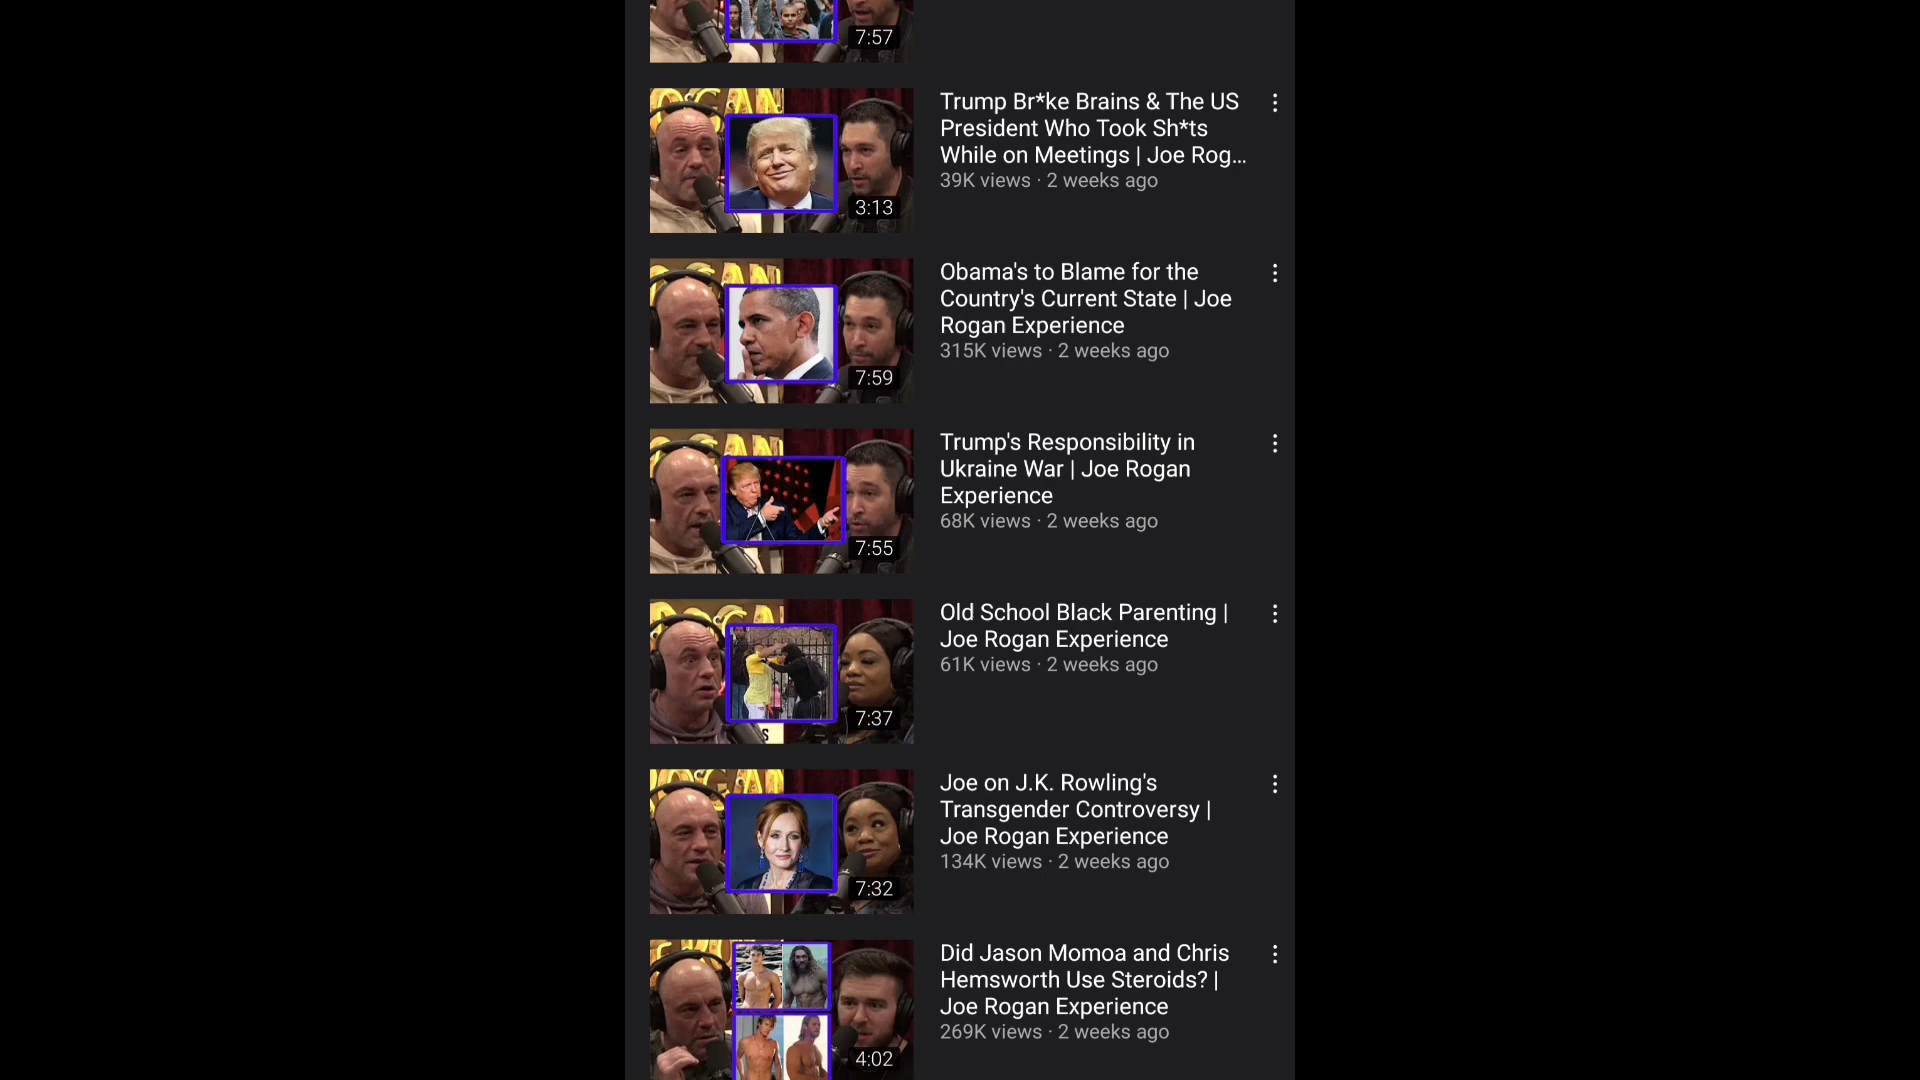 7:57
Trump Br*ke Brains & The US
President Who Took Sh*ts
While on Meetings | Joe Rog...
39K views · 2 weeks ago
3:13
Obama's to Blame for the
Country's Current State | Joe
Rogan Experience
315K views · 2 weeks ago
7:59
Trump's Responsibility in
Ukraine War | Joe Rogan
Experience
68K views · 2 weeks ago
7:55
Old School Black Parenting |
Joe Rogan Experience
61K views · 2 weeks ago
7:37
Joe on J.K. Rowling's
Transgender Controversy |
Joe Rogan Experience
134K views · 2 weeks ago
7:32
Did Jason Momoa and Chris
Hemsworth Use Steroids? |
Joe Rogan Experience
269K views · 2 weeks ago
4:02